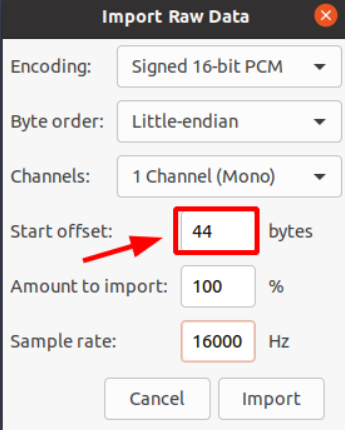 Import Raw Data
Encoding: Signed 16-bit PCM
Byte order: Little-endian
Channels: 1 Channel (Mono)
Start offset: 44 bytes
Amount to import: 100 %
Sample rate: 16000 Hz
Cancel Import